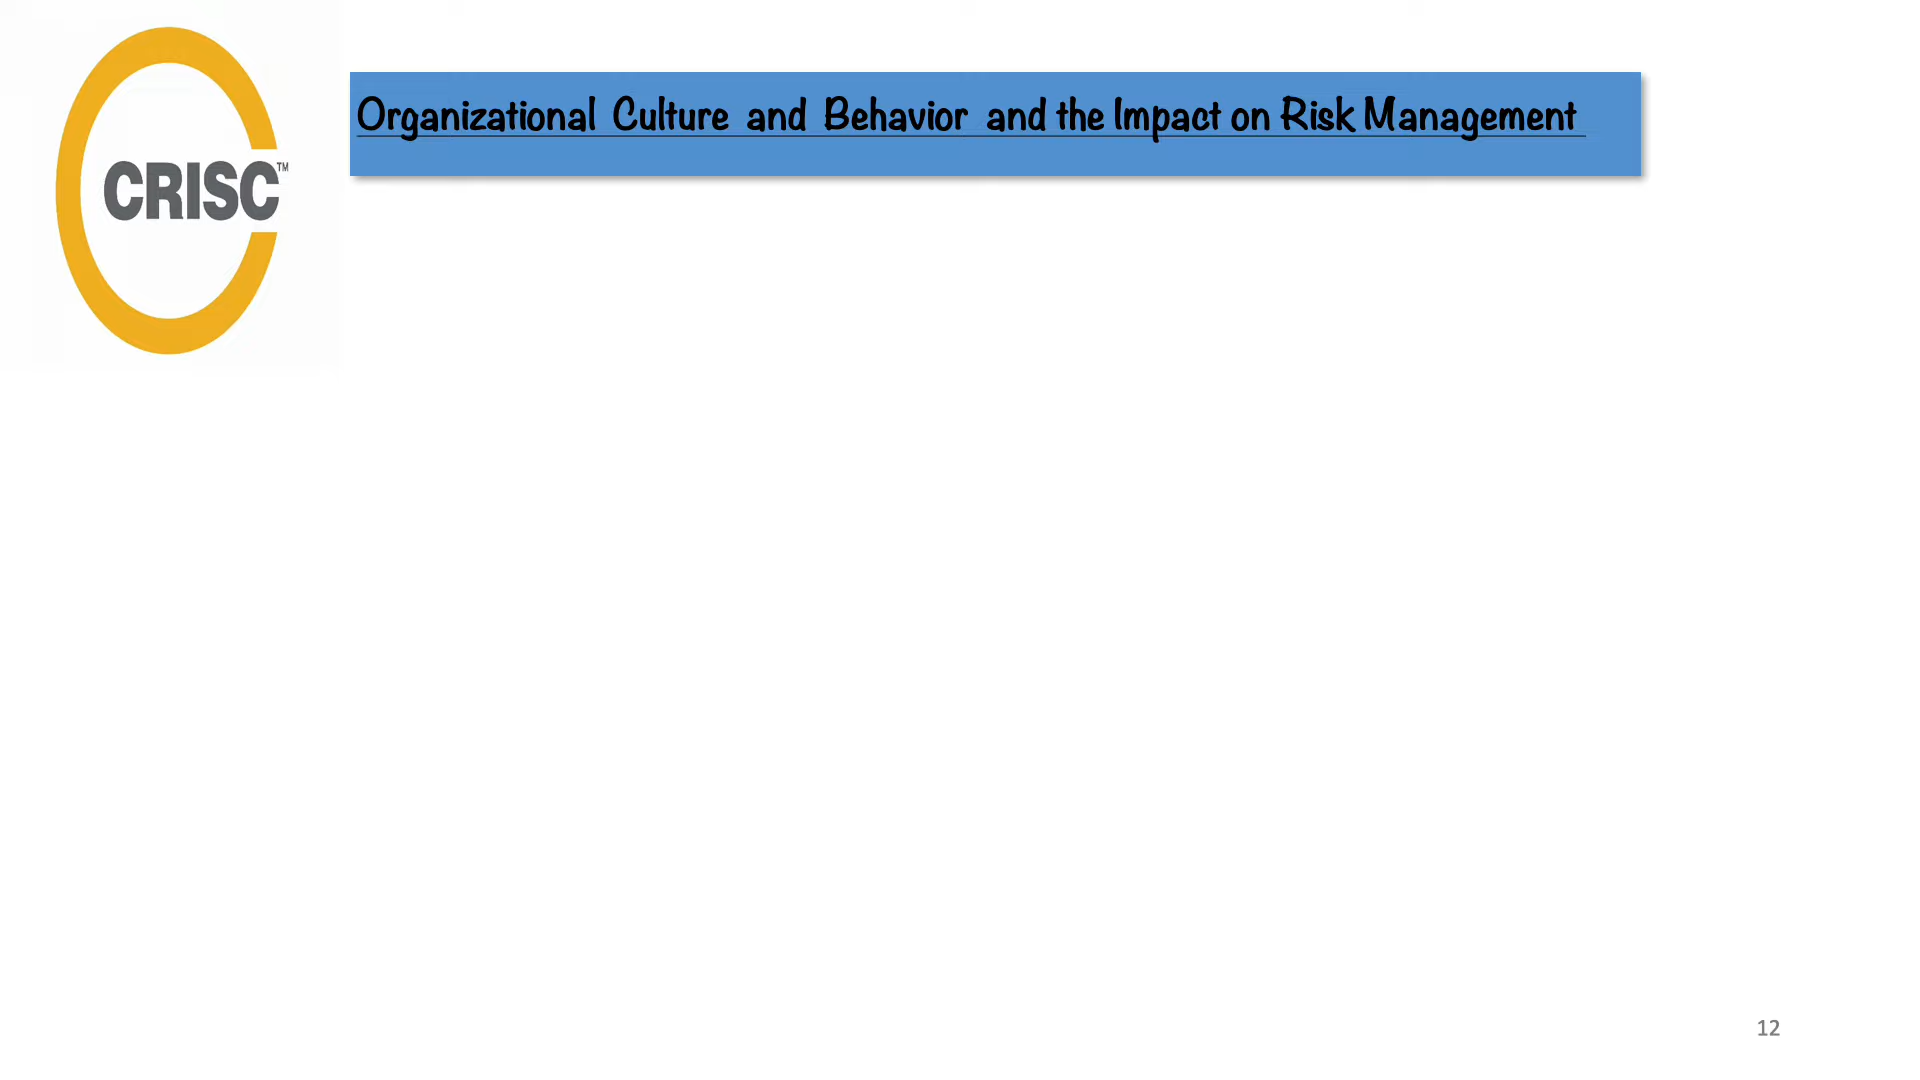 Organizational Culture and Behavior and the Impact on Risk Management
CRISC™
12